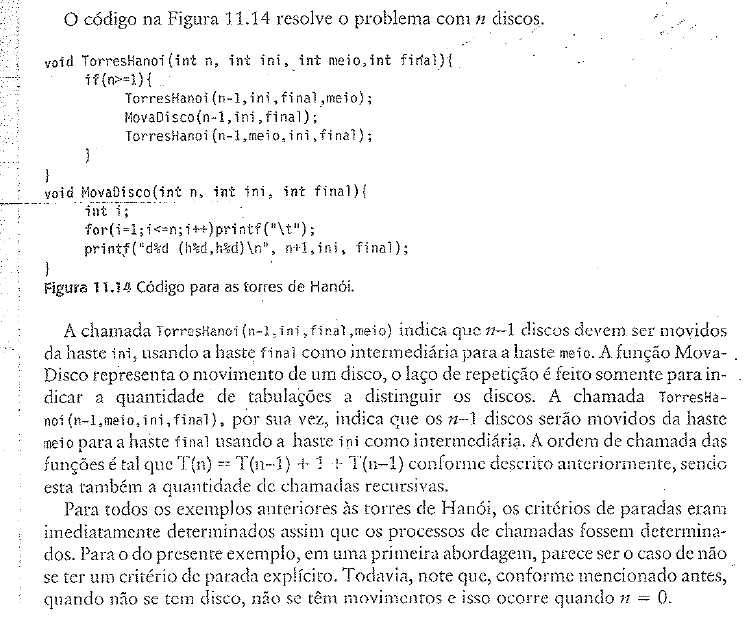 O código na Figura 11.14 resolve o problema com n discos.
void TorresHanoi(int n, int ini, int meio,int final){
if(n>=1){
TorresHanoi(n-1,ini,final,meio);
MovaDisco(n-1,ini,final);
TorresHanoi(n-1,meio,ini,final);
}
}
void MovaDisco(int n, int ini, int final){
int i;
for(i=1;i<=n;i++)printf("\t");
printf("d%d (h%d,h%d)\n", n+1,ini, final);
}
Figura 11.14 Código para as torres de Hanói.
A chamada TorresHanoi(n-1,ini,final,meio) indica que n–1 discos devem ser movidos
da haste ini, usando a haste final como intermediária para a haste meio. A função Mova-
Disco representa o movimento de um disco, o laço de repetição é feito somente para in-
dicar a quantidade de tabulações a distinguir os discos. A chamada TorresHa-
noi(n-1,meio,ini,final), por sua vez, indica que os n–1 discos serão movidos da haste
meio para a haste final usando a haste ini como intermediária. A ordem de chamada das
funções é tal que T(n) = T(n–1) + 1 + T(n–1) conforme descrito anteriormente, sendo
esta também a quantidade de chamadas recursivas.
Para todos os exemplos anteriores às torres de Hanói, os critérios de paradas eram
imediatamente determinados assim que os processos de chamadas fossem determina-
dos. Para o do presente exemplo, em uma primeira abordagem, parece ser o caso de não
se ter um critério de parada explícito. Todavia, note que, conforme mencionado antes,
quando não se tem disco, não se têm movimentos e isso ocorre quando n = 0.